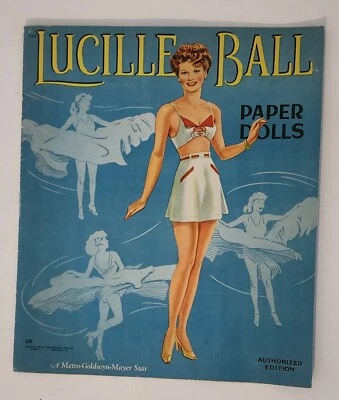 LUCILLE BALL
PAPER
DOLLS
A Metro-Goldwyn-Mayer Star
AUTHORIZED
EDITION